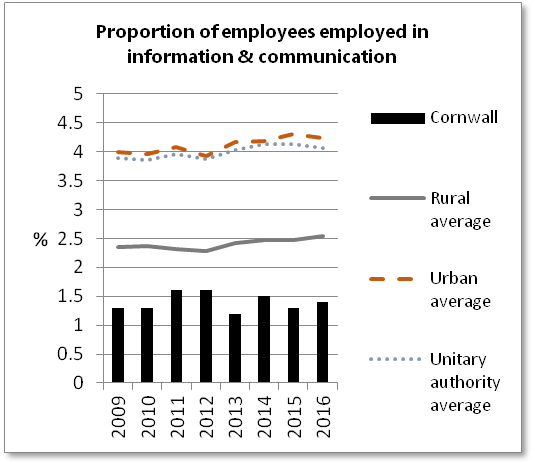 Proportion of employees employed in
information & communication
5
4.5
4
3.5
3
2.5
2
1.5
1
0.5
0
%
2009
2010
2011
2012
2013
2014
2015
2016
Cornwall
Rural
average
Urban
average
Unitary
authority
average